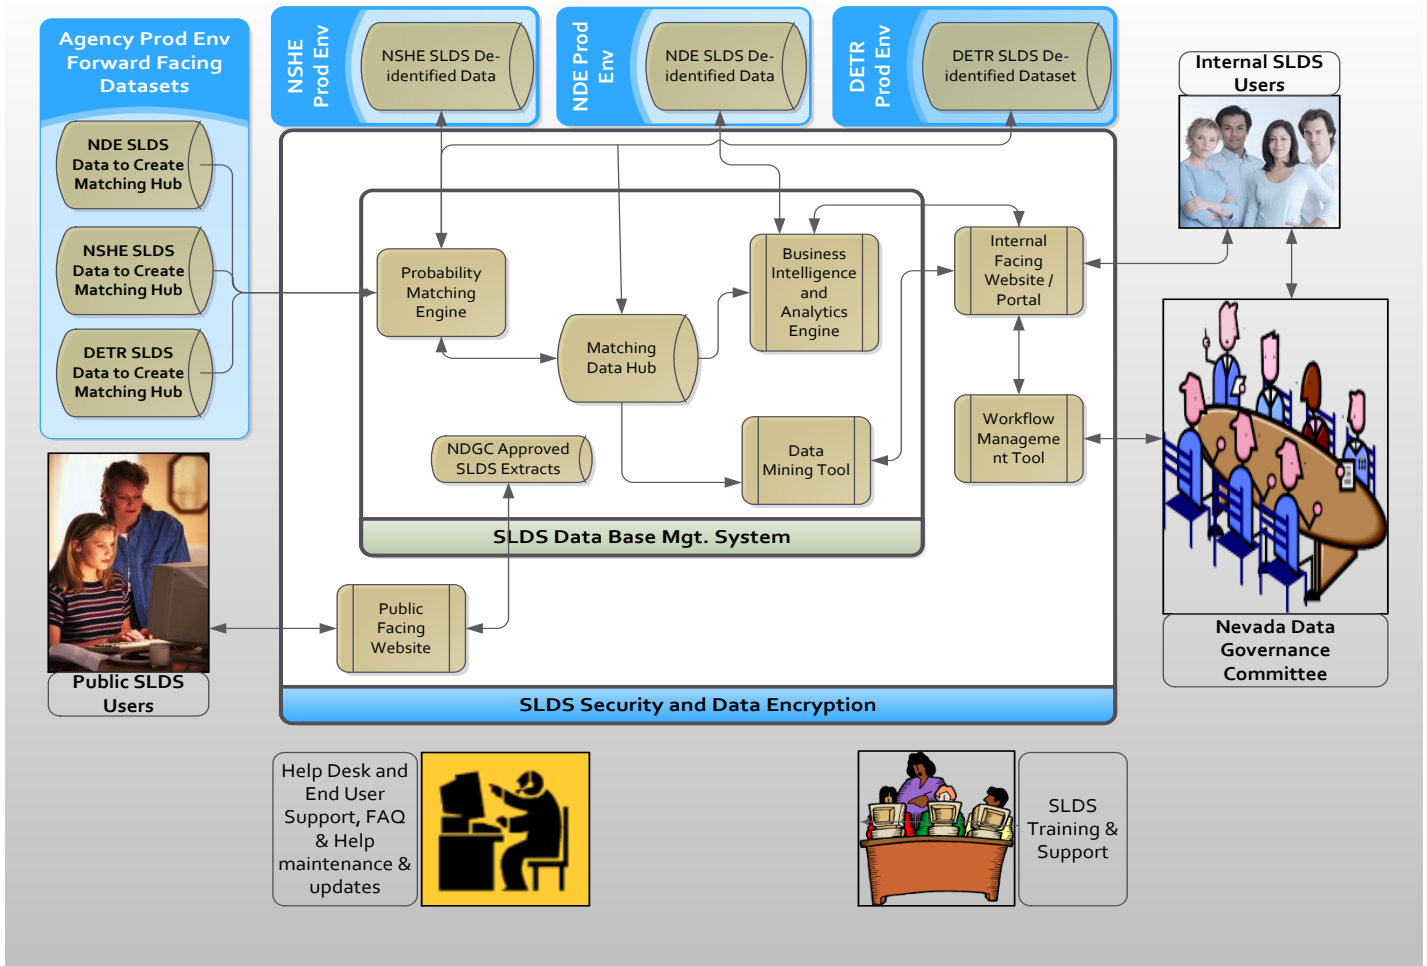 Agency Prod Env
Forward Facing
Datasets
NDE SLDS
Data to Create
Matching Hub
NSHE SLDS
Data to Create
Matching Hub
DETR SLDS
Data to Create
Matching Hub
NSHE
Prod Env
NSHE SLDS De-
identified Data
NDE Prod
Env
NDE SLDS De-
identified Data
DETR
Prod Env
DETR SLDS De-
identified Dataset
Internal SLDS
Users
Probability
Matching
Engine
Matching
Data Hub
Business
Intelligence
and
Analytics
Engine
Internal
Facing
Website /
Portal
NDGC Approved
SLDS Extracts
Data
Mining Tool
Workflow
Manageme
nt Tool
SLDS Data Base Mgt. System
Public
Facing
Website
SLDS Security and Data Encryption
Public SLDS
Users
Nevada Data
Governance
Committee
Help Desk and
End User
Support, FAQ
& Help
maintenance &
updates
SLDS
Training &
Support